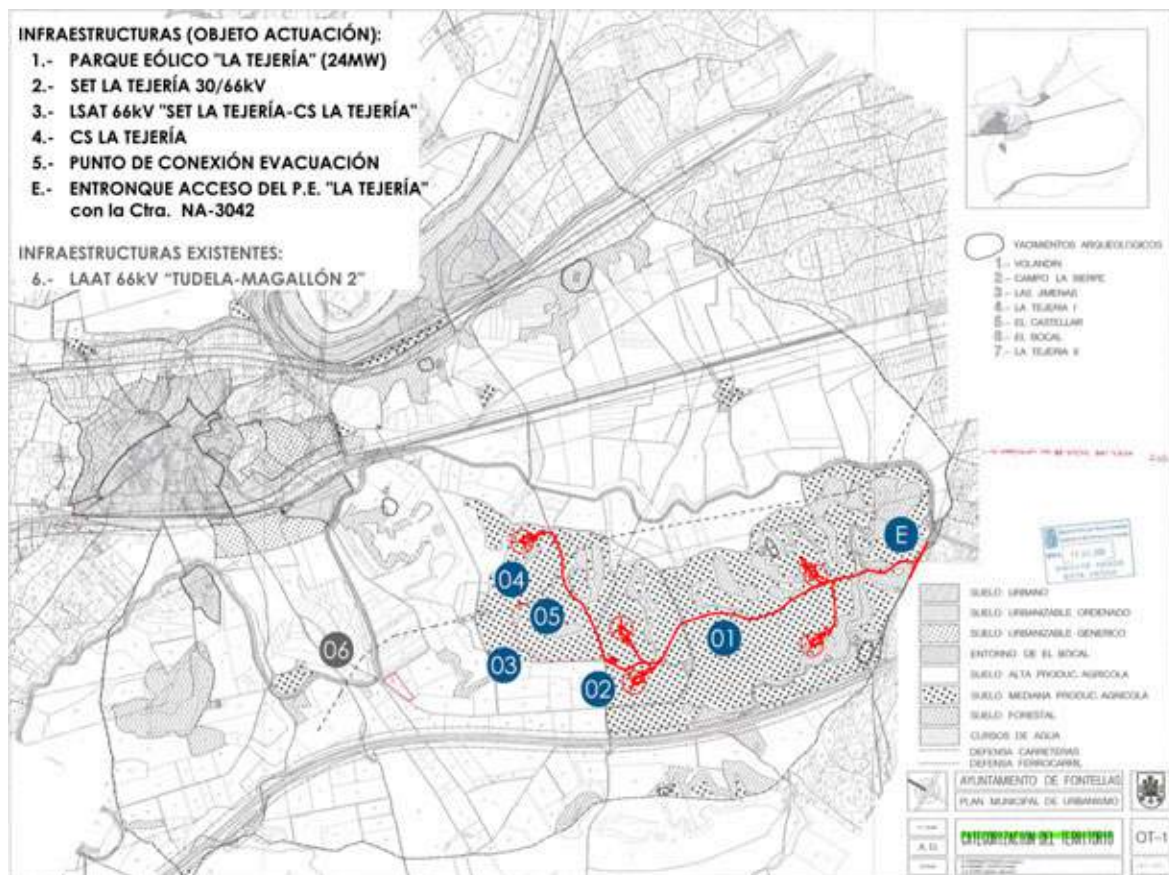 INFRAESTRUCTURAS (OBJETO ACTUACIÓN):
1.- PARQUE EÓLICO "LA TEJERÍA" (24MW)
2.- SET LA TEJERÍA 30/66kV
3.- LSAT 66kV "SET LA TEJERÍA-CS LA TEJERÍA"
4.- CS LA TEJERÍA
5.- PUNTO DE CONEXIÓN EVACUACIÓN
E.- ENTRONQUE ACCESO DEL P.E. "LA TEJERÍA"
con la Ctra. NA-3042
INFRAESTRUCTURAS EXISTENTES:
6.- LAAT 66kV "TUDELA-MAGALLÓN 2"
YACIMIENTOS ARQUEOLOGICOS
1.- VOLANDIN
2.- CAMPO LA SIERPE
3.- LAS JIMENAS
4.- LA TEJERIA I
5.- EL CASTELLAR
6.- EL BOCAL
7.- LA TEJERIA II
E
04
05
01
06
03
02
SUELO URBANO
SUELO URBANIZABLE ORDENADO
SUELO URBANIZABLE GENERICO
ENTORNO DE EL BOCAL
SUELO ALTA PRODUC. AGRICOLA
SUELO MEDIANA PRODUC. AGRICOLA
SUELO FORESTAL
CURSOS DE AGUA
DEFENSA CARRETERAS
DEFENSA FERROCARRIL
AYUNTAMIENTO DE FONTELLAS
PLAN MUNICIPAL DE URBANISMO
CATEGORIZACION DEL TERRITORIO
OT-1